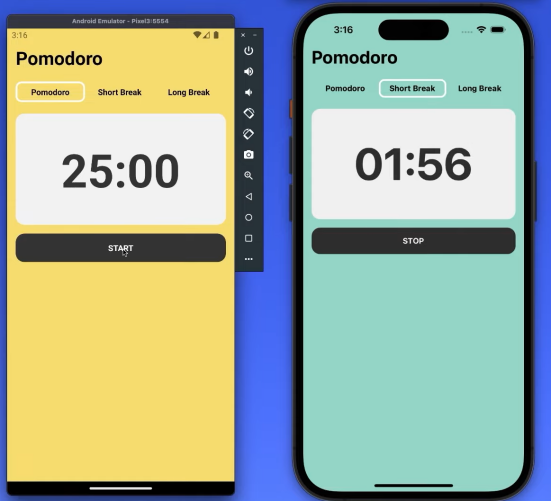 Android Emulator - Pixel3:5554
3:16
Pomodoro
Pomodoro Short Break Long Break
25:00
START
3:16
Pomodoro
Pomodoro Short Break Long Break
01:56
STOP